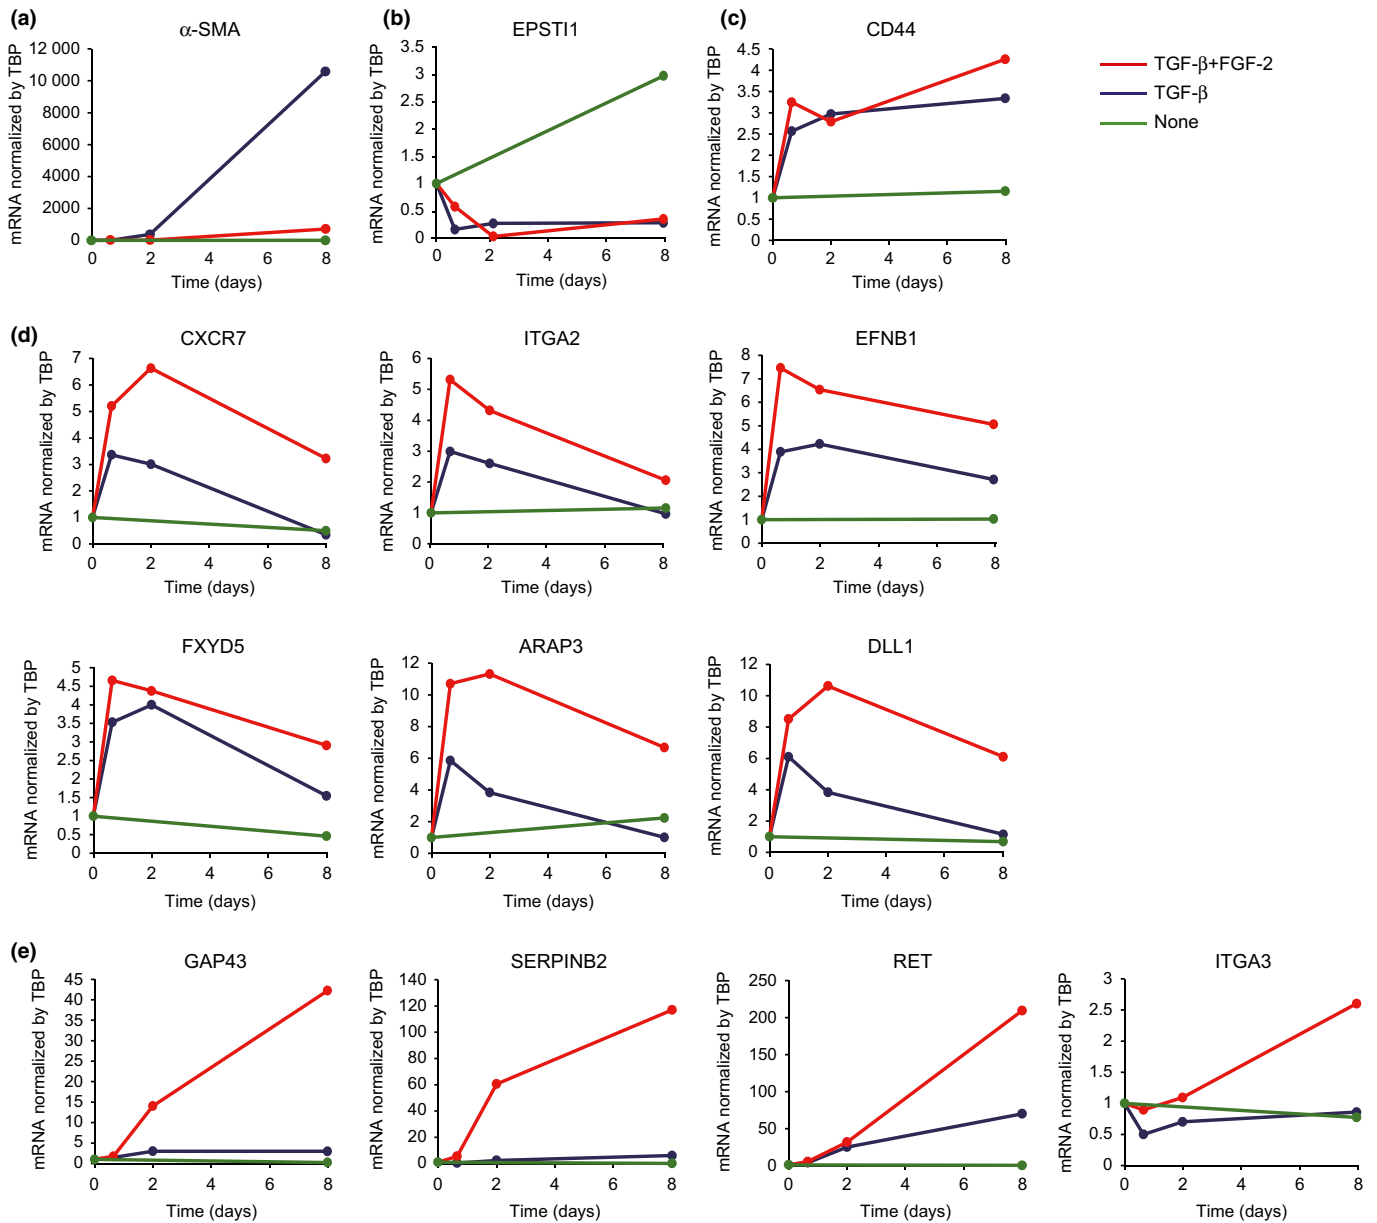 (a)
α-SMA
mRNA normalized by TBP
12 000
10 000
8000
6000
4000
2000
0
0 2 4 6 8
Time (days)
(b)
EPSTI1
mRNA normalized by TBP
3.5
3
2.5
2
1.5
1
0.5
0
0 2 4 6 8
Time (days)
(c)
CD44
mRNA normalized by TBP
4.5
4
3.5
3
2.5
2
1.5
1
0.5
0
0 2 4 6 8
Time (days)
TGF-β+FGF-2
TGF-β
None
(d)
CXCR7
mRNA normalized by TBP
7
6
5
4
3
2
1
0
0 2 4 6 8
Time (days)
ITGA2
mRNA normalized by TBP
6
5
4
3
2
1
0
0 2 4 6 8
Time (days)
EFNB1
mRNA normalized by TBP
8
7
6
5
4
3
2
1
0
0 2 4 6 8
Time (days)
FXYD5
mRNA normalized by TBP
5
4.5
4
3.5
3
2.5
2
1.5
1
0.5
0
0 2 4 6 8
Time (days)
ARAP3
mRNA normalized by TBP
12
10
8
6
4
2
0
0 2 4 6 8
Time (days)
DLL1
mRNA normalized by TBP
12
10
8
6
4
2
0
0 2 4 6 8
Time (days)
(e)
GAP43
mRNA normalized by TBP
45
40
35
30
25
20
15
10
5
0
0 2 4 6 8
Time (days)
SERPINB2
mRNA normalized by TBP
140
120
100
80
60
40
20
0
0 2 4 6 8
Time (days)
RET
mRNA normalized by TBP
250
200
150
100
50
0
0 2 4 6 8
Time (days)
ITGA3
mRNA normalized by TBP
3
2.5
2
1.5
1
0.5
0
0 2 4 6 8
Time (days)